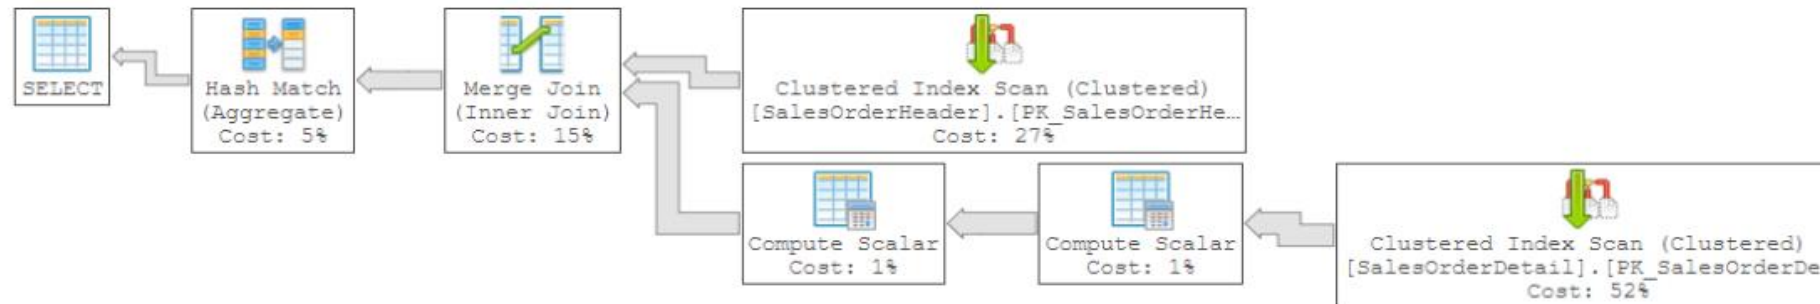 SELECT
Hash Match
(Aggregate)
Cost: 5%
Merge Join
(Inner Join)
Cost: 15%
Clustered Index Scan (Clustered)
[SalesOrderHeader].[PK_SalesOrderHe…
Cost: 27%
Compute Scalar
Cost: 1%
Compute Scalar
Cost: 1%
Clustered Index Scan (Clustered)
[SalesOrderDetail].[PK_SalesOrderDe
Cost: 52%